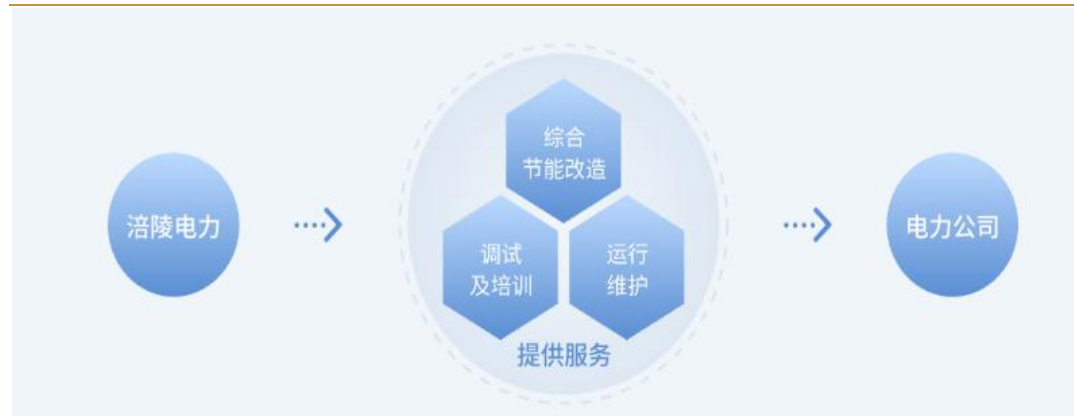 综合
节能改造
涪陵电力
电力公司
调试
及培训
运行
维护
提供服务